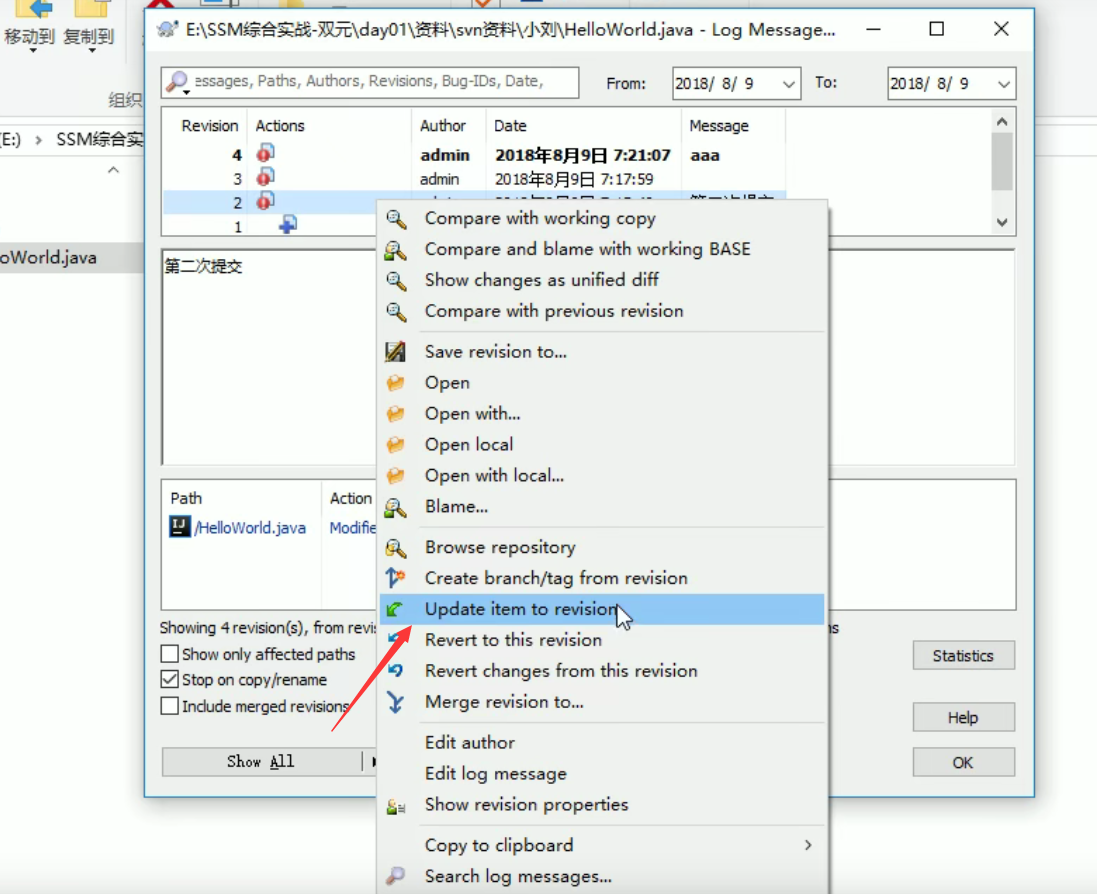 移动到 复制到
组织
E:\SSM综合实战-双元\day01\资料\svn资料\小刘\HelloWorld.java - Log Message...
essages, Paths, Authors, Revisions, Bug-IDs, Date,
From:
2018/ 8/ 9
To:
2018/ 8/ 9
(E:) › SSM综合实
oWorld.java
Revision Actions Author Date Message
4 admin 2018年8月9日 7:21:07 aaa
3 admin 2018年8月9日 7:17:59
2
1
第二次提交
Compare with working copy
Compare and blame with working BASE
Show changes as unified diff
Compare with previous revision
Save revision to...
Open
Open with...
Open local
Open with local...
Blame...
Browse repository
Create branch/tag from revision
Update item to revision
Revert to this revision
Revert changes from this revision
Merge revision to...
Edit author
Edit log message
Show revision properties
Copy to clipboard
Search log messages...
Path Action
/HelloWorld.java Modifie
Showing 4 revision(s), from revis
Show only affected paths
Stop on copy/rename
Include merged revisions
Show All
Statistics
Help
OK